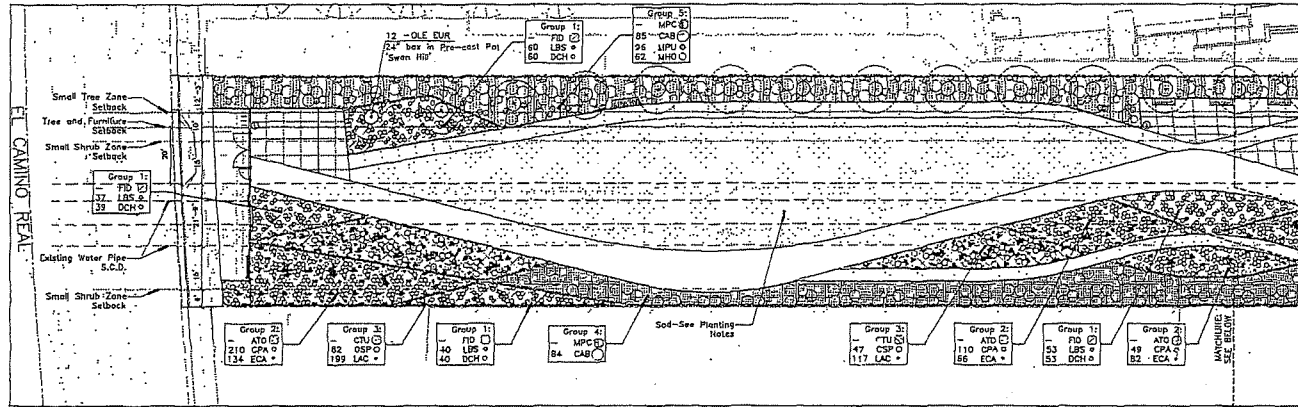 12 -OLE EUR
24" box in Pre-cast Pot
'Swan Hill'
Group 1:
- FID
60 LBS
60 DCH
Group 5:
- MPC
85 CAB
96 MPU
62 MHO
Small Tree Zone
Setback
Tree and Furniture
Setback
Small Shrub Zone
Setback
EL CAMINO REAL
Group 1:
- FID
37 LBS
39 DCH
Existing Water Pipe
S.C.D.
Small Shrub Zone
Setback
Group 2:
- ATO
210 CPA
134 ECA
Group 3:
- CTU
82 CSP
199 LAC
Group 1:
- FID
40 LBS
40 DCH
Group 4:
- MPC
84 CAB
Sod-See Planting
Notes
Group 3:
- CTU
47 CSP
117 LAC
Group 2:
- ATO
110 CPA
66 ECA
Group 1:
- FID
53 LBS
53 DCH
Group 2:
- ATO
49 CPA
82 ECA
MATCHLINE:
SEE BELOW